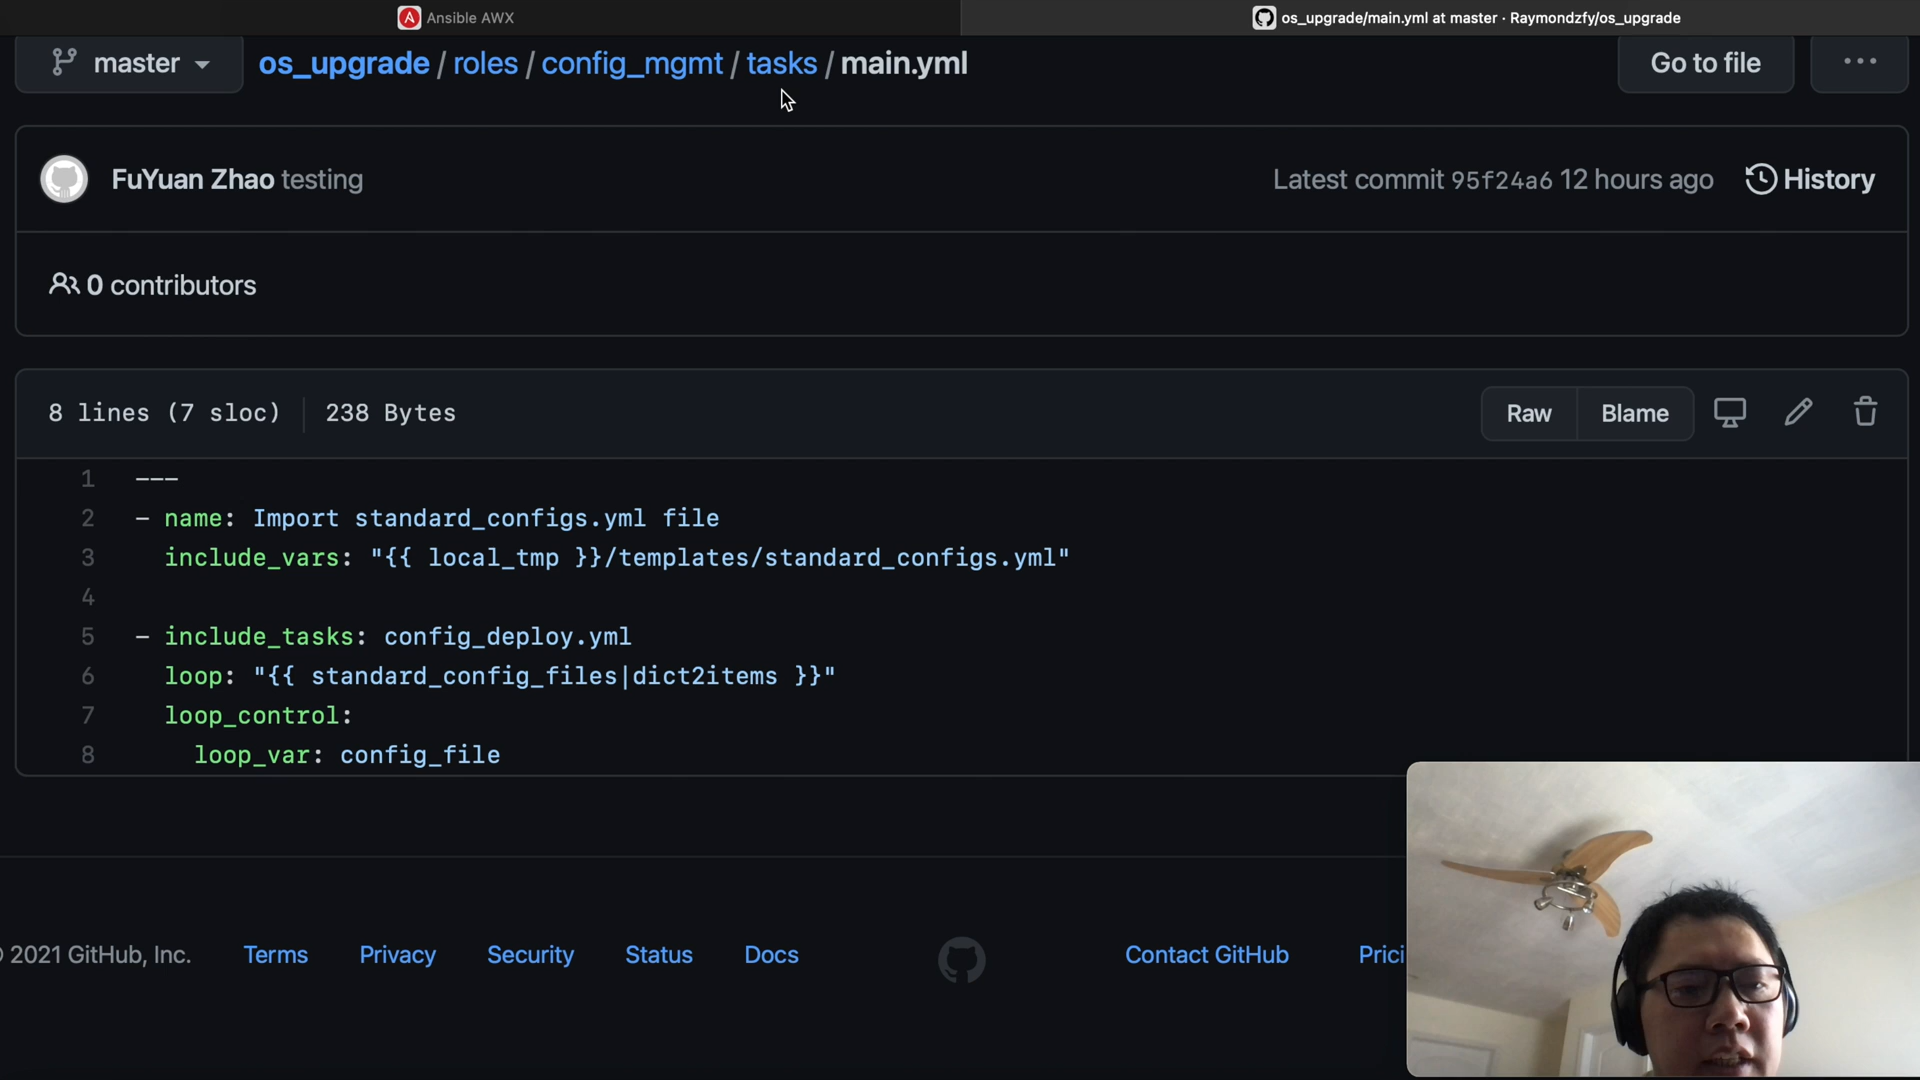 Ansible AWX
os_upgrade/main.yml at master · Raymondzfy/os_upgrade
master
os_upgrade / roles / config_mgmt / tasks / main.yml
Go to file
FuYuan Zhao testing
Latest commit 95f24a6 12 hours ago
History
0 contributors
8 lines (7 sloc)
238 Bytes
Raw
Blame
1 ---
2 - name: Import standard_configs.yml file
3 include_vars: "{{ local_tmp }}/templates/standard_configs.yml"
4
5 - include_tasks: config_deploy.yml
6 loop: "{{ standard_config_files|dict2items }}"
7 loop_control:
8 loop_var: config_file
© 2021 GitHub, Inc.
Terms
Privacy
Security
Status
Docs
Contact GitHub
Prici